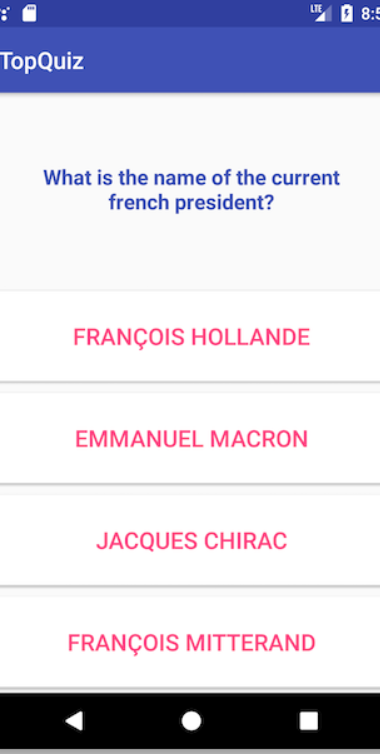 LTE 8:5
TopQuiz
What is the name of the current
french president?
FRANÇOIS HOLLANDE
EMMANUEL MACRON
JACQUES CHIRAC
FRANÇOIS MITTERAND